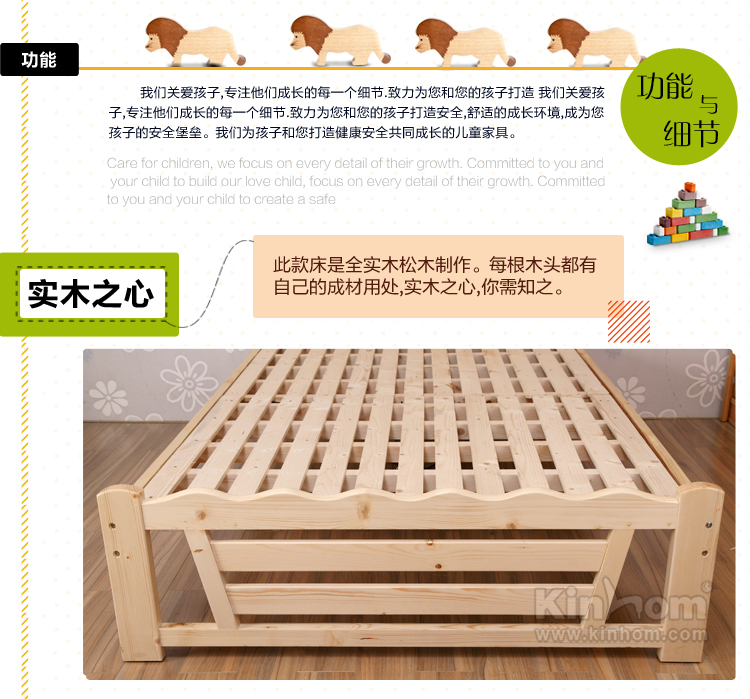 功能
我们关爱孩子,专注他们成长的每一个细节.致力为您和您的孩子打造 我们关爱孩
子,专注他们成长的每一个细节.致力为您和您的孩子打造安全,舒适的成长环境,成为您
孩子的安全堡垒。我们为孩子和您打造健康安全共同成长的儿童家具。
Care for children, we focus on every detail of their growth. Committed to you and
your child to build our love child, focus on every detail of their growth. Committed
to you and your child to create a safe
功能
与
细节
实木之心
此款床是全实木松木制作。每根木头都有
自己的成材用处,实木之心,你需知之。
Kinhom®
www.kinhom.com